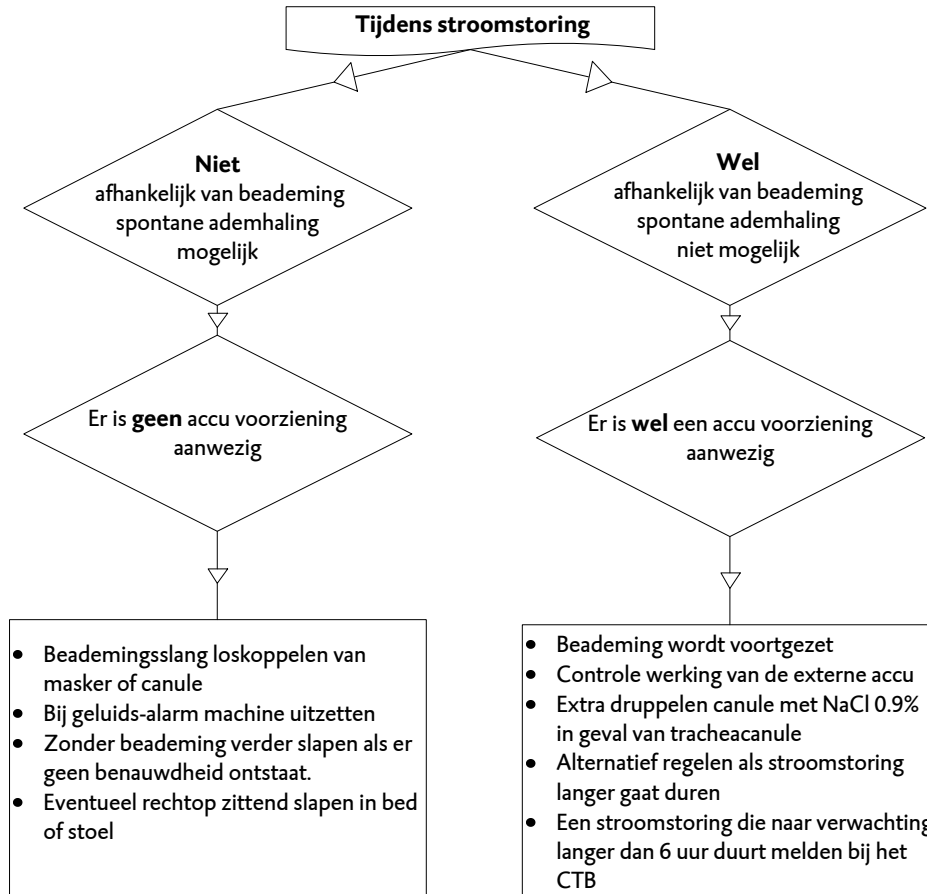 Tijdens stroomstoring
Niet
afhankelijk van beademing
spontane ademhaling
mogelijk
Er is geen accu voorziening
aanwezig
• Beademingsslang loskoppelen van
masker of canule
• Bij geluids-alarm machine uitzetten
• Zonder beademing verder slapen als er
geen benauwdheid ontstaat.
• Eventueel rechtop zittend slapen in bed
of stoel
Wel
afhankelijk van beademing
spontane ademhaling
niet mogelijk
Er is wel een accu voorziening
aanwezig
• Beademing wordt voortgezet
• Controle werking van de externe accu
• Extra druppelen canule met NaCl 0.9%
in geval van tracheacanule
• Alternatief regelen als stroomstoring
langer gaat duren
• Een stroomstoring die naar verwachting
langer dan 6 uur duurt melden bij het
CTB